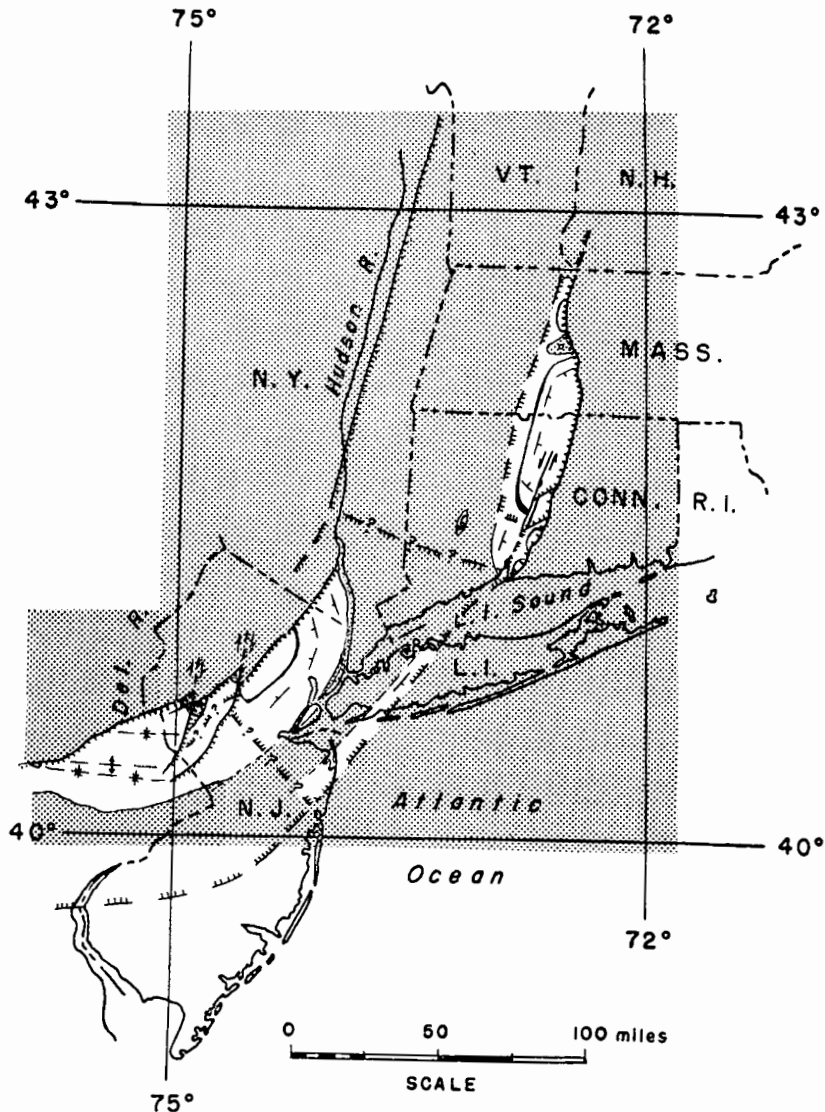 75°
72°
VT.
N.H.
43°
43°
Hudson R.
N.Y.
MASS.
CONN.
R.I.
Del. R.
L.I. Sound
L.I.
N.J.
Atlantic
40°
40°
Ocean
72°
0 50 100 miles
SCALE
75°